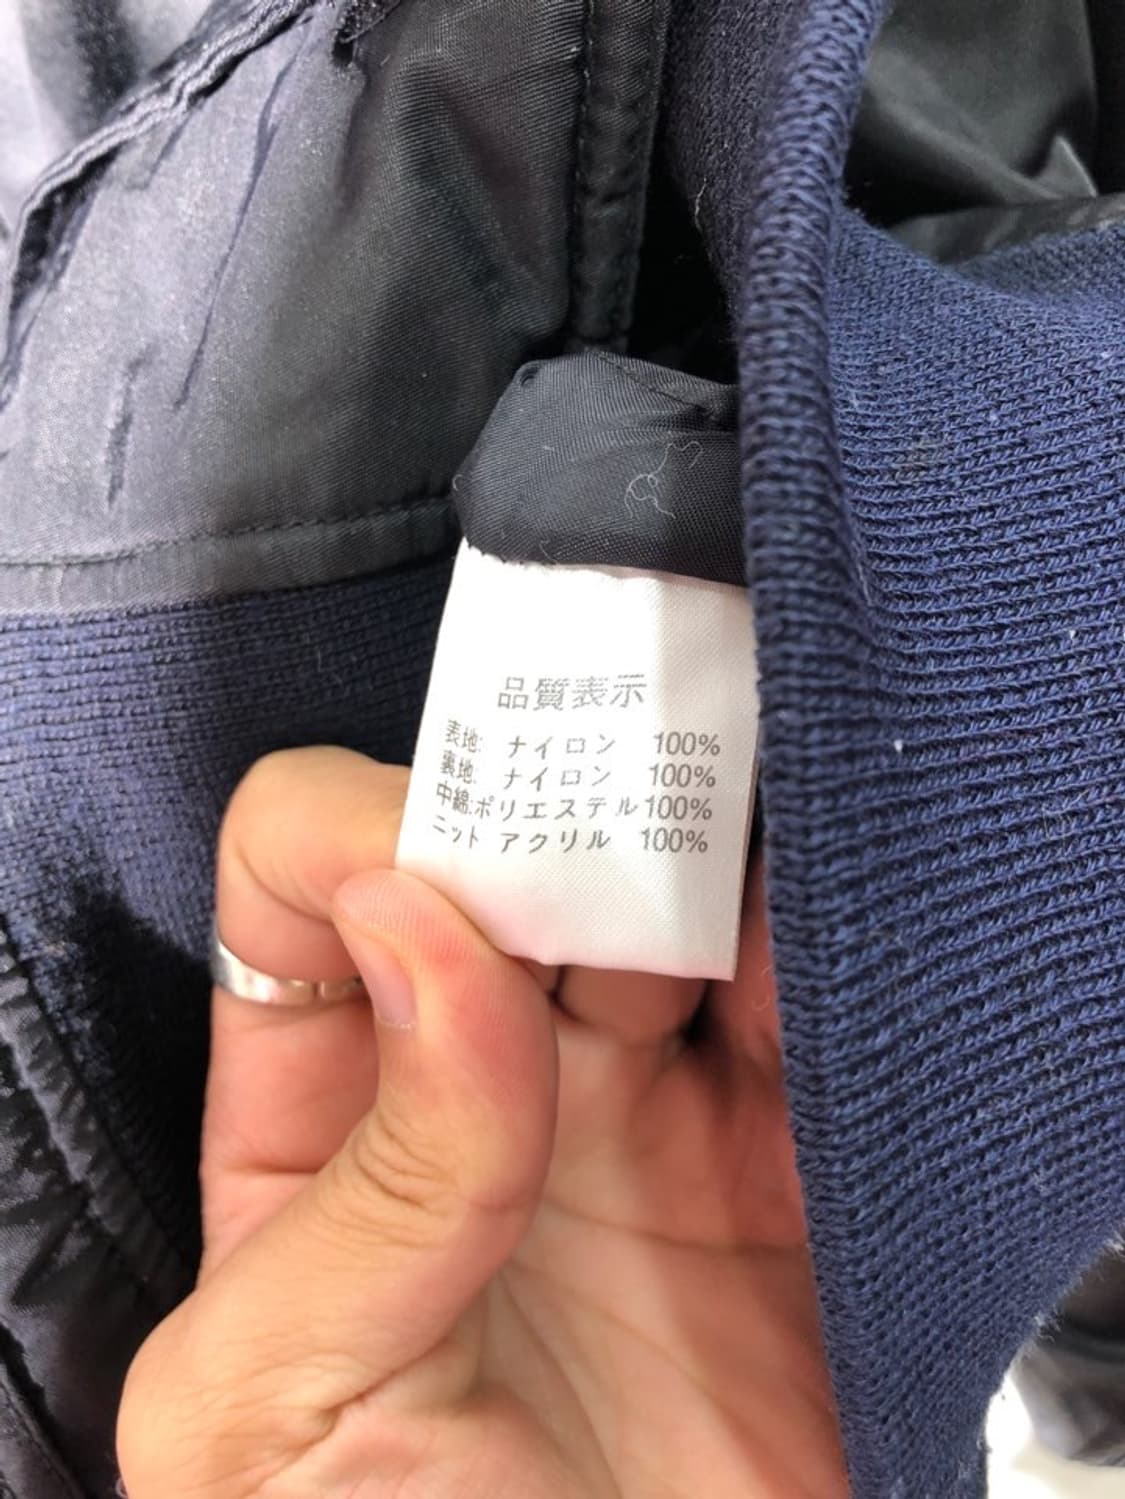 品質表示
表地: ナイロン 100%
裏地: ナイロン 100%
中綿:ポリエステル100%
ニット アクリル 100%